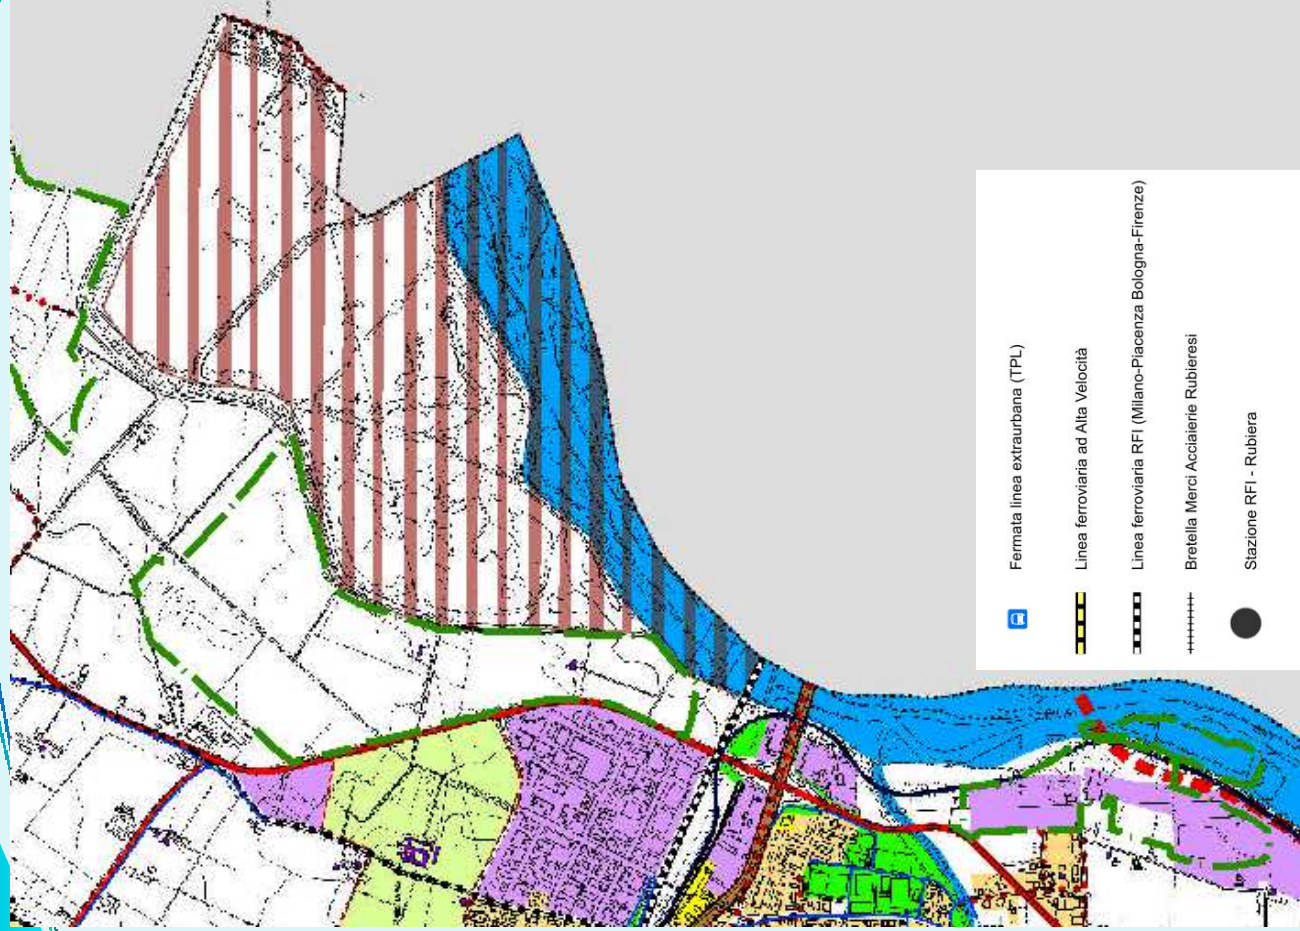 Fermata linea extraurbana (TPL)
Linea ferroviaria ad Alta Velocità
Linea ferroviaria RFI (Milano-Piacenza Bologna-Firenze)
Bretella Merci Acciaierie Rubieresi
Stazione RFI - Rubiera